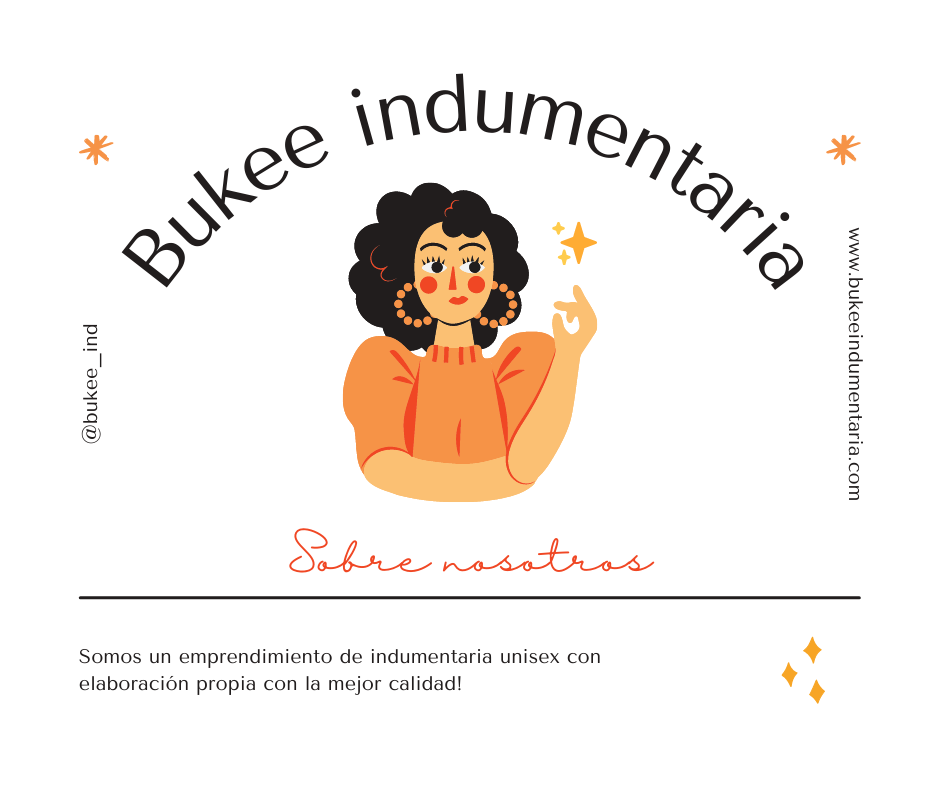 Bukee indumentaria
@bukee_ind
www.bukeeindumentaria.com
Sobre nosotros
Somos un emprendimiento de indumentaria unisex con
elaboración propia con la mejor calidad!